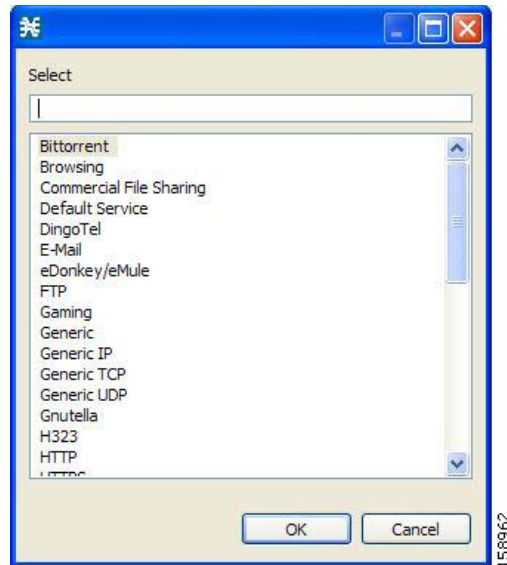 Select
Bittorrent
Browsing
Commercial File Sharing
Default Service
DingoTel
E-Mail
eDonkey/eMule
FTP
Gaming
Generic
Generic IP
Generic TCP
Generic UDP
Gnutella
H323
HTTP
HTTPS
OK
Cancel
158962